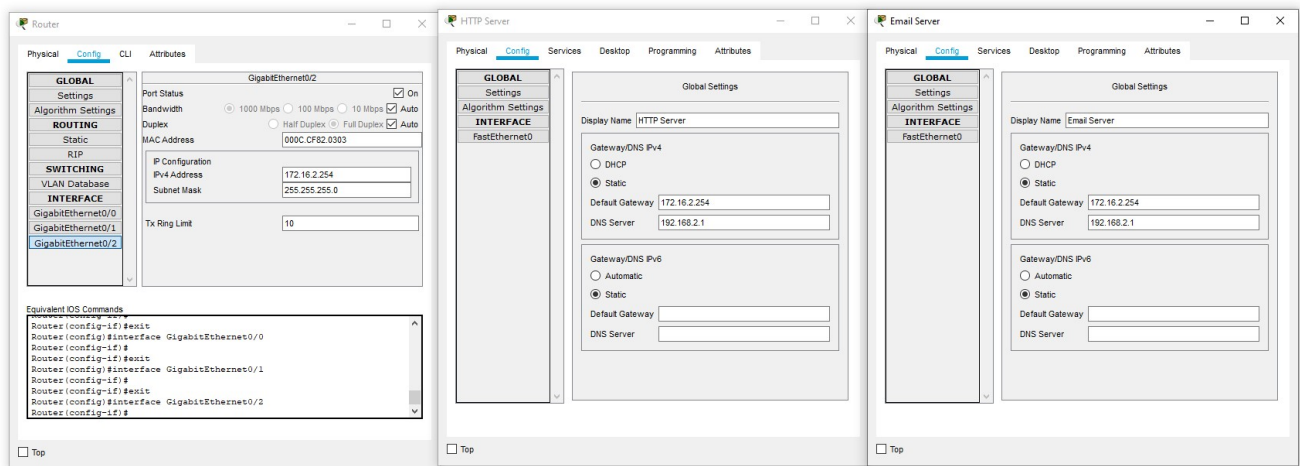 Router
Physical Config CLI Attributes
GLOBAL
Settings
Algorithm Settings
ROUTING
Static
RIP
SWITCHING
VLAN Database
INTERFACE
GigabitEthernet0/0
GigabitEthernet0/1
GigabitEthernet0/2
GigabitEthernet0/2
Port Status On
Bandwidth 1000 Mbps 100 Mbps 10 Mbps Auto
Duplex Half Duplex Full Duplex Auto
MAC Address 000C.CF82.0303
IP Configuration
IPv4 Address 172.16.2.254
Subnet Mask 255.255.255.0
Tx Ring Limit 10
Equivalent IOS Commands
Router(config-if)#exit
Router(config)#interface GigabitEthernet0/0
Router(config-if)#
Router(config-if)#exit
Router(config)#interface GigabitEthernet0/1
Router(config-if)#
Router(config-if)#exit
Router(config)#interface GigabitEthernet0/2
Router(config-if)#
Top
HTTP Server
Physical Config Services Desktop Programming Attributes
GLOBAL
Settings
Algorithm Settings
INTERFACE
FastEthernet0
Global Settings
Display Name HTTP Server
Gateway/DNS IPv4
DHCP
Static
Default Gateway 172.16.2.254
DNS Server 192.168.2.1
Gateway/DNS IPv6
Automatic
Static
Default Gateway
DNS Server
Top
Email Server
Physical Config Services Desktop Programming Attributes
GLOBAL
Settings
Algorithm Settings
INTERFACE
FastEthernet0
Global Settings
Display Name Email Server
Gateway/DNS IPv4
DHCP
Static
Default Gateway 172.16.2.254
DNS Server 192.168.2.1
Gateway/DNS IPv6
Automatic
Static
Default Gateway
DNS Server
Top